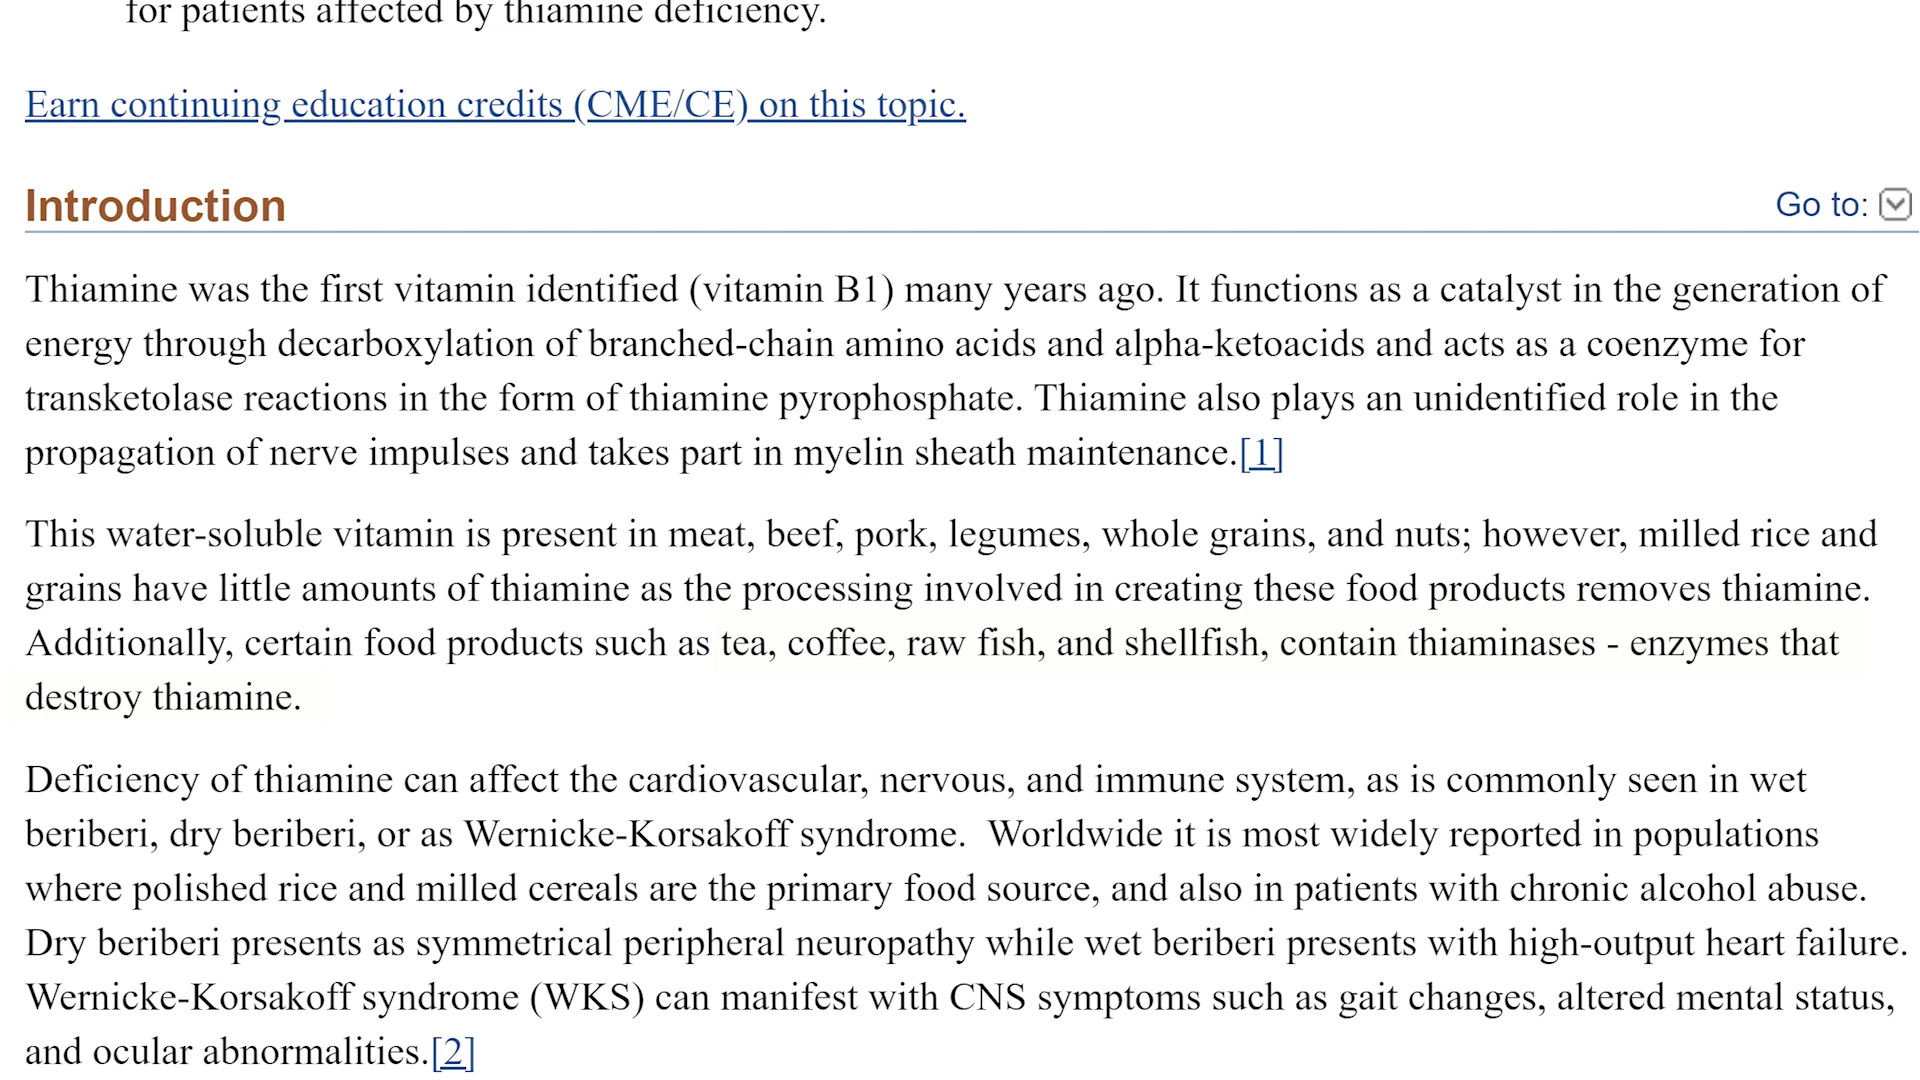 for patients affected by thiamine deficiency.
Earn continuing education credits (CME/CE) on this topic.
Introduction
Go to:
Thiamine was the first vitamin identified (vitamin B1) many years ago. It functions as a catalyst in the generation of
energy through decarboxylation of branched-chain amino acids and alpha-ketoacids and acts as a coenzyme for
transketolase reactions in the form of thiamine pyrophosphate. Thiamine also plays an unidentified role in the
propagation of nerve impulses and takes part in myelin sheath maintenance.[1]
This water-soluble vitamin is present in meat, beef, pork, legumes, whole grains, and nuts; however, milled rice and
grains have little amounts of thiamine as the processing involved in creating these food products removes thiamine.
Additionally, certain food products such as tea, coffee, raw fish, and shellfish, contain thiaminases - enzymes that
destroy thiamine.
Deficiency of thiamine can affect the cardiovascular, nervous, and immune system, as is commonly seen in wet
beriberi, dry beriberi, or as Wernicke-Korsakoff syndrome.  Worldwide it is most widely reported in populations
where polished rice and milled cereals are the primary food source, and also in patients with chronic alcohol abuse.
Dry beriberi presents as symmetrical peripheral neuropathy while wet beriberi presents with high-output heart failure.
Wernicke-Korsakoff syndrome (WKS) can manifest with CNS symptoms such as gait changes, altered mental status,
and ocular abnormalities.[2]